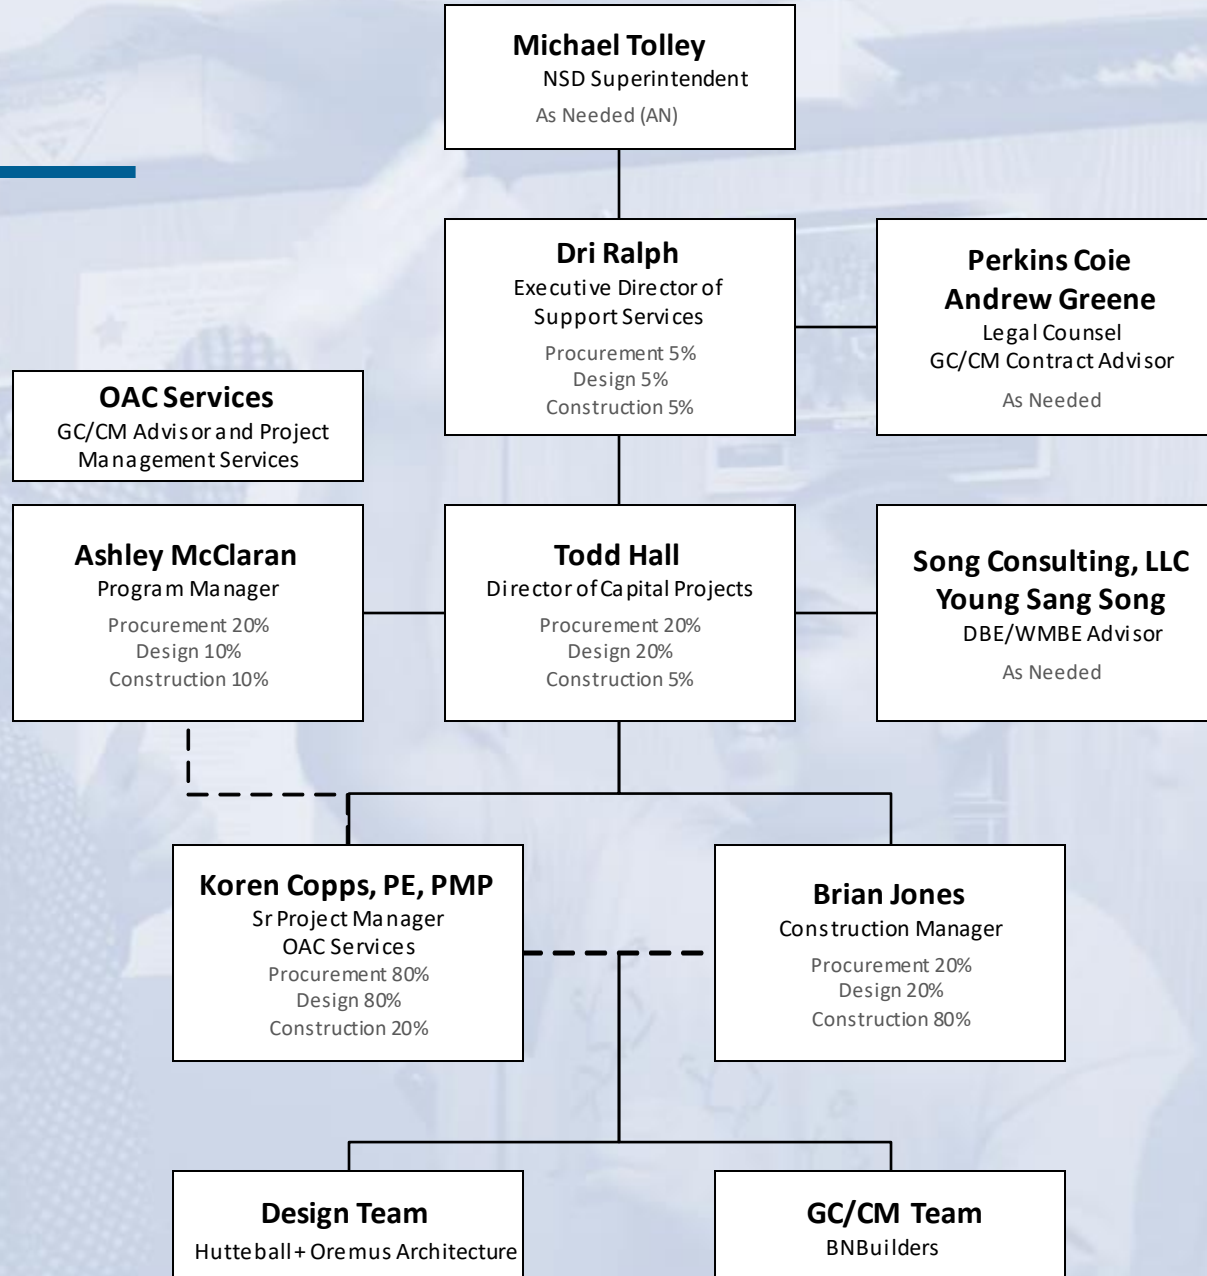 Michael Tolley
NSD Superintendent
As Needed (AN)
Dri Ralph
Executive Director of
Support Services
Procurement 5%
Design 5%
Construction 5%
Perkins Coie
Andrew Greene
Legal Counsel
GC/CM Contract Advisor
As Needed
OAC Services
GC/CM Advisor and Project
Management Services
Ashley McClaran
Program Manager
Procurement 20%
Design 10%
Construction 10%
Todd Hall
Director of Capital Projects
Procurement 20%
Design 20%
Construction 5%
Song Consulting, LLC
Young Sang Song
DBE/WMBE Advisor
As Needed
Koren Copps, PE, PMP
Sr Project Manager
OAC Services
Procurement 80%
Design 80%
Construction 20%
Brian Jones
Construction Manager
Procurement 20%
Design 20%
Construction 80%
Design Team
Hutteball + Oremus Architecture
GC/CM Team
BNBuilders